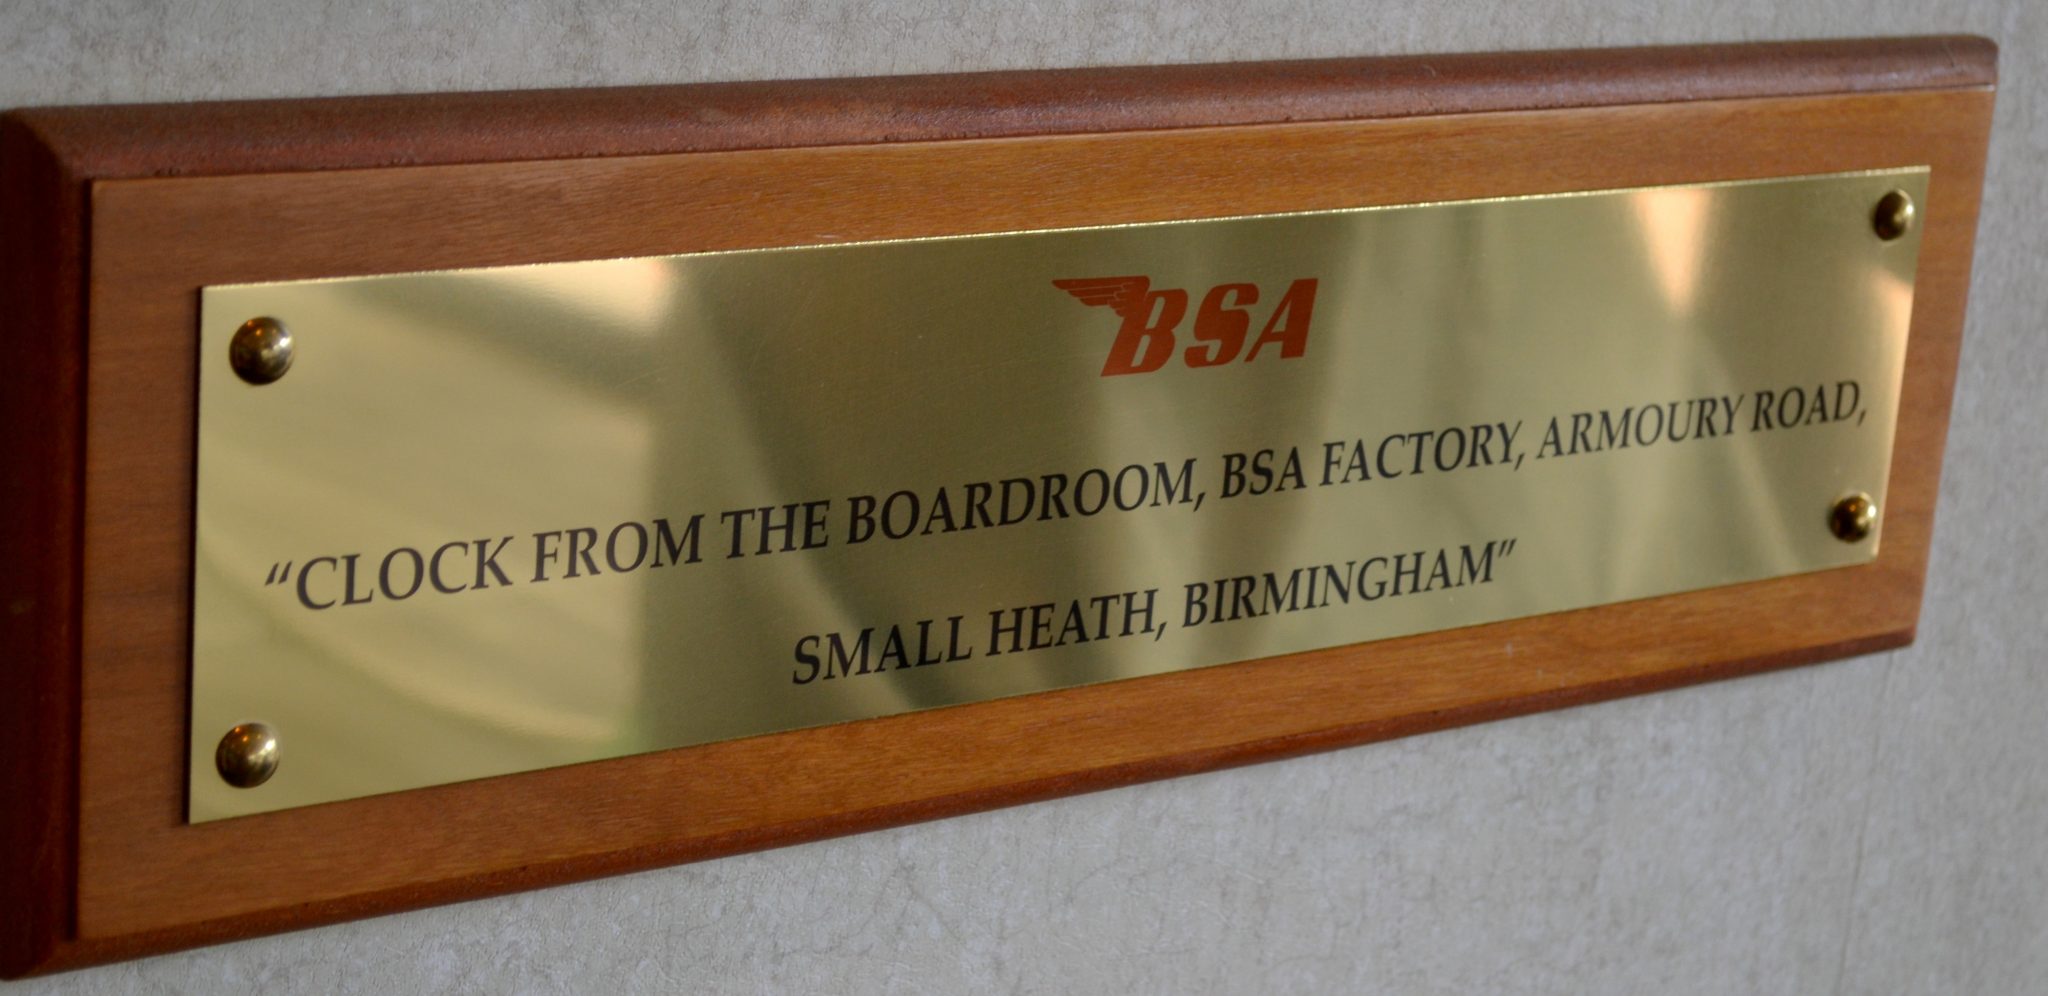 BSA
“CLOCK FROM THE BOARDROOM, BSA FACTORY, ARMOURY ROAD,
SMALL HEATH, BIRMINGHAM”